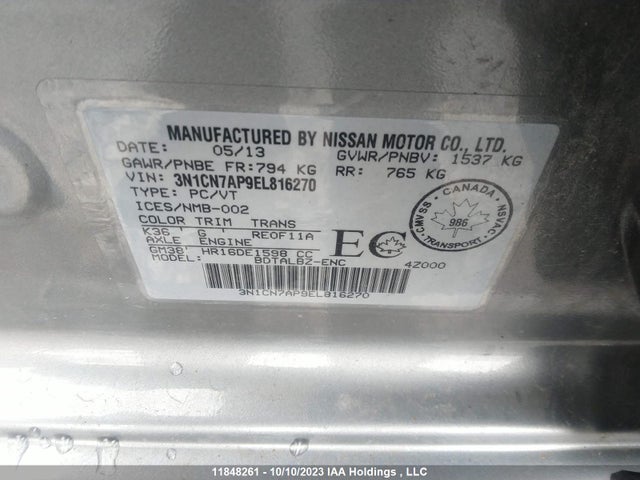 MANUFACTURED BY NISSAN MOTOR CO., LTD.
DATE: 05/13 GVWR/PNBV: 1537 KG
GAWR/PNBE FR:794 KG RR: 765 KG
VIN: 3N1CN7AP9EL816270
TYPE: PC/VT
ICES/NMB-002
COLOR TRIM TRANS
K36 ' G ' REOF11A
AXLE ENGINE
GM38' HR16DE1598 CC
MODEL: BDTALBZ-ENC
EC
4Z000
3N1CN7AP9EL816270
CANADA
CMVSS
986
NSVAC
TRANSPORT
11848261 - 10/10/2023 IAA Holdings , LLC